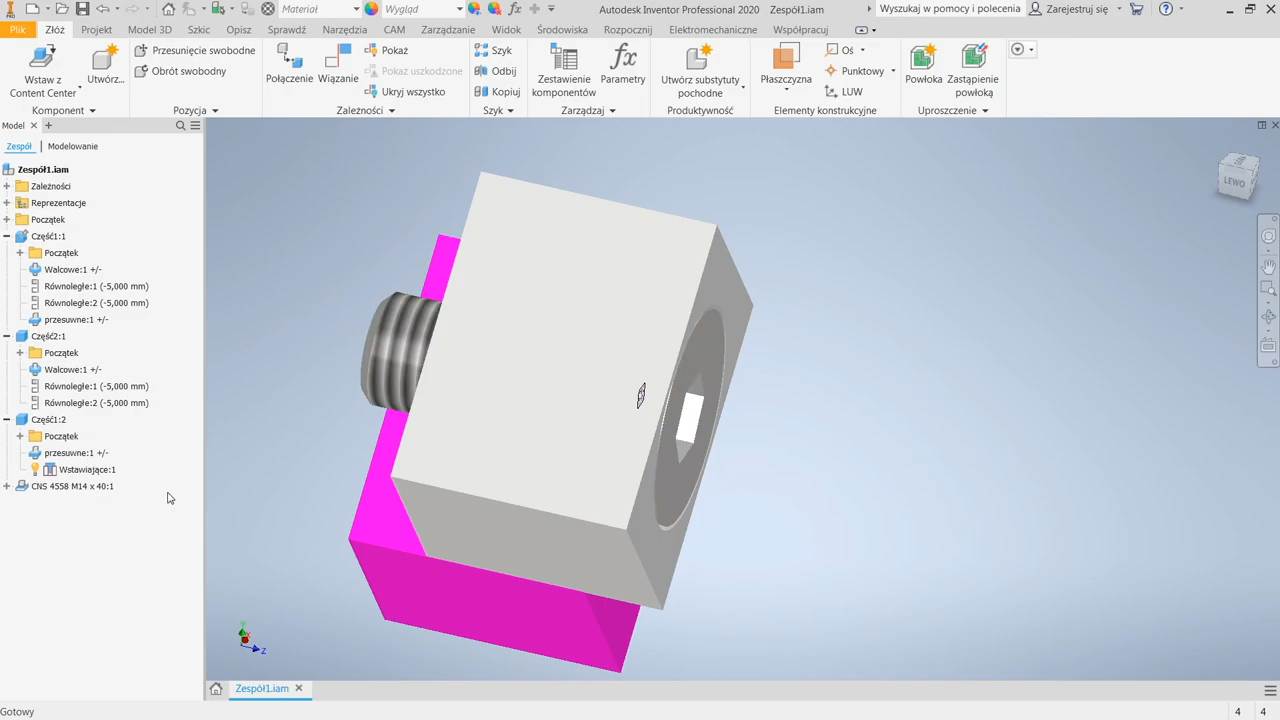 Materiał
Wygląd
Autodesk Inventor Professional 2020 Zespół1.iam
Wyszukaj w pomocy i polecenia
Zarejestruj się
Plik Złóż Projekt Model 3D Szkic Opisz Sprawdź Narzędzia CAM Zarządzanie Widok Środowiska Rozpocznij Elektromechaniczne Współpracuj
Wstaw z
Content Center
Utwórz...
Komponent
Przesunięcie swobodne
Obrót swobodny
Pozycja
Połączenie
Wiązanie
Pokaż
Pokaż uszkodzone
Ukryj wszystko
Zależności
Szyk
Odbij
Kopiuj
Szyk
Zestawienie
komponentów
fx
Parametry
Zarządzaj
Utwórz substytuty
pochodne
Produktywność
Płaszczyzna
Oś
Punktowy
LUW
Elementy konstrukcyjne
Powłoka
Zastąpienie
powłoką
Uproszczenie
Model
Zespół | Modelowanie
Zespół1.iam
Zależności
Reprezentacje
Początek
Część1:1
Początek
Walcowe:1 +/-
Równoległe:1 (-5,000 mm)
Równoległe:2 (-5,000 mm)
przesuwne:1 +/-
Część2:1
Początek
Walcowe:1 +/-
Równoległe:1 (-5,000 mm)
Równoległe:2 (-5,000 mm)
Część1:2
Początek
przesuwne:1 +/-
Wstawiające:1
CNS 4558 M14 x 40:1
LEWO
Y
X
Z
Zespół1.iam
Gotowy
4 4